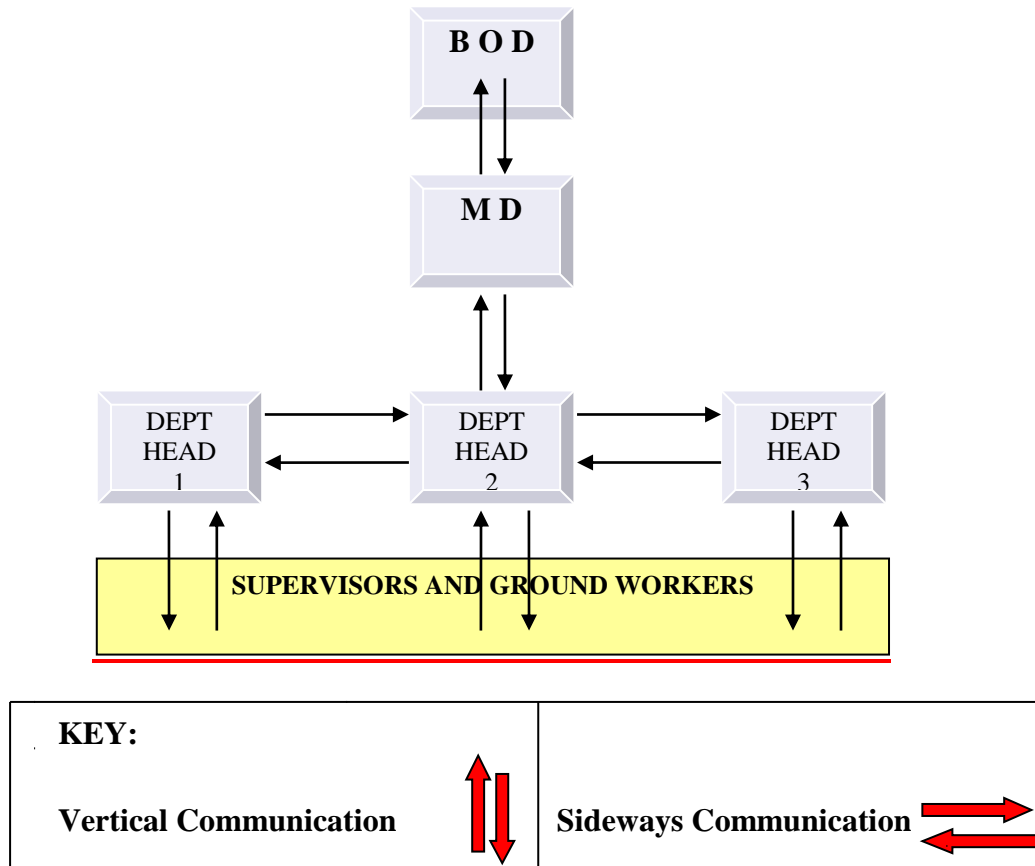 B O D
M D
DEPT
HEAD
1
DEPT
HEAD
2
DEPT
HEAD
3
SUPERVISORS AND GROUND WORKERS
KEY:
Vertical Communication
Sideways Communication